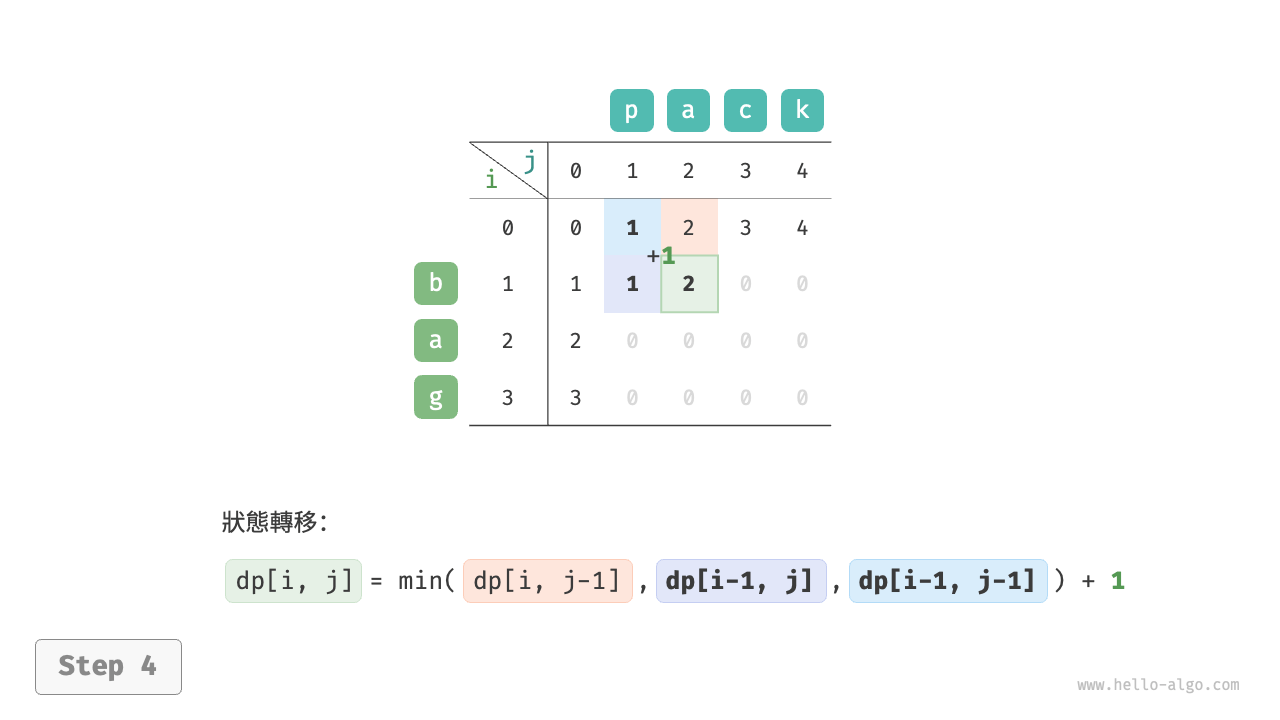 p a c k
j
i
0 1 2 3 4
0 0 1 2 3 4
+1
b 1 1 1 2 0 0
a 2 2 0 0 0 0
g 3 3 0 0 0 0
狀態轉移：
dp[i, j] = min( dp[i, j-1] , dp[i-1, j] , dp[i-1, j-1] ) + 1
Step 4
www.hello-algo.com